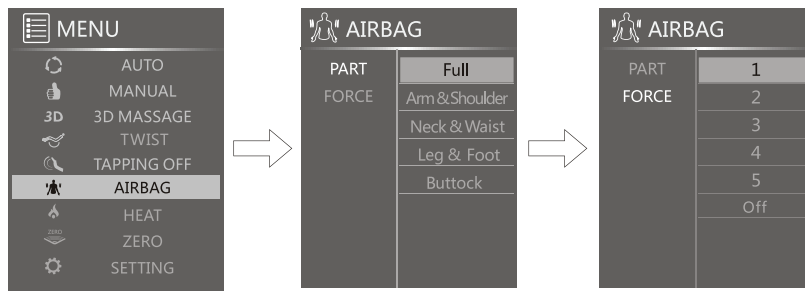 MENU
AUTO
MANUAL
3D 3D MASSAGE
TWIST
TAPPING OFF
AIRBAG
HEAT
ZERO ZERO
SETTING
AIRBAG
PART Full
FORCE Arm & Shoulder
Neck & Waist
Leg & Foot
Buttock
AIRBAG
PART 1
FORCE 2
3
4
5
Off